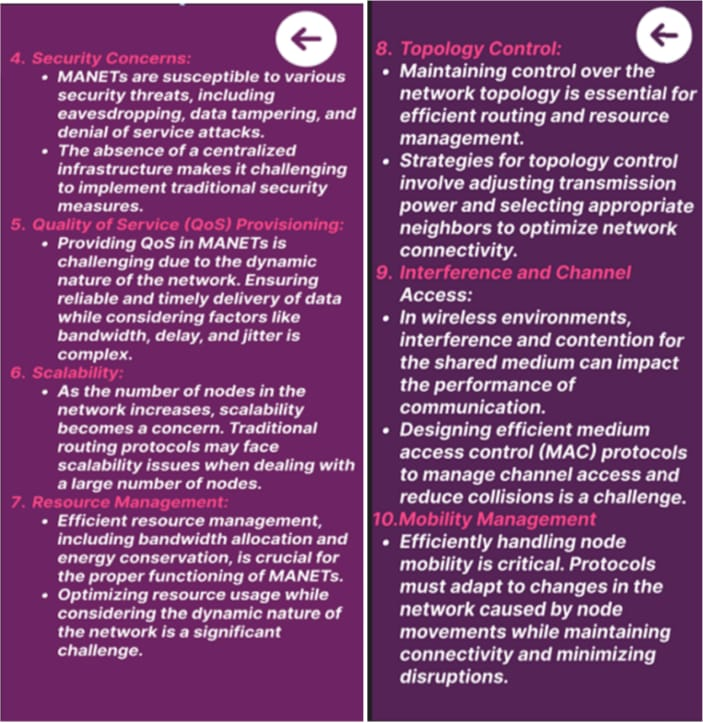 4. Security Concerns:
• MANETs are susceptible to various
security threats, including
eavesdropping, data tampering, and
denial of service attacks.
• The absence of a centralized
infrastructure makes it challenging
to implement traditional security
measures.
5. Quality of Service (QoS) Provisioning:
• Providing QoS in MANETs is
challenging due to the dynamic
nature of the network. Ensuring
reliable and timely delivery of data
while considering factors like
bandwidth, delay, and jitter is
complex.
6. Scalability:
• As the number of nodes in the
network increases, scalability
becomes a concern. Traditional
routing protocols may face
scalability issues when dealing with
a large number of nodes.
7. Resource Management:
• Efficient resource management,
including bandwidth allocation and
energy conservation, is crucial for
the proper functioning of MANETs.
• Optimizing resource usage while
considering the dynamic nature of
the network is a significant
challenge.
8. Topology Control:
• Maintaining control over the
network topology is essential for
efficient routing and resource
management.
• Strategies for topology control
involve adjusting transmission
power and selecting appropriate
neighbors to optimize network
connectivity.
9. Interference and Channel
Access:
• In wireless environments,
interference and contention for
the shared medium can impact
the performance of
communication.
• Designing efficient medium
access control (MAC) protocols
to manage channel access and
reduce collisions is a challenge.
10.Mobility Management
• Efficiently handling node
mobility is critical. Protocols
must adapt to changes in the
network caused by node
movements while maintaining
connectivity and minimizing
disruptions.